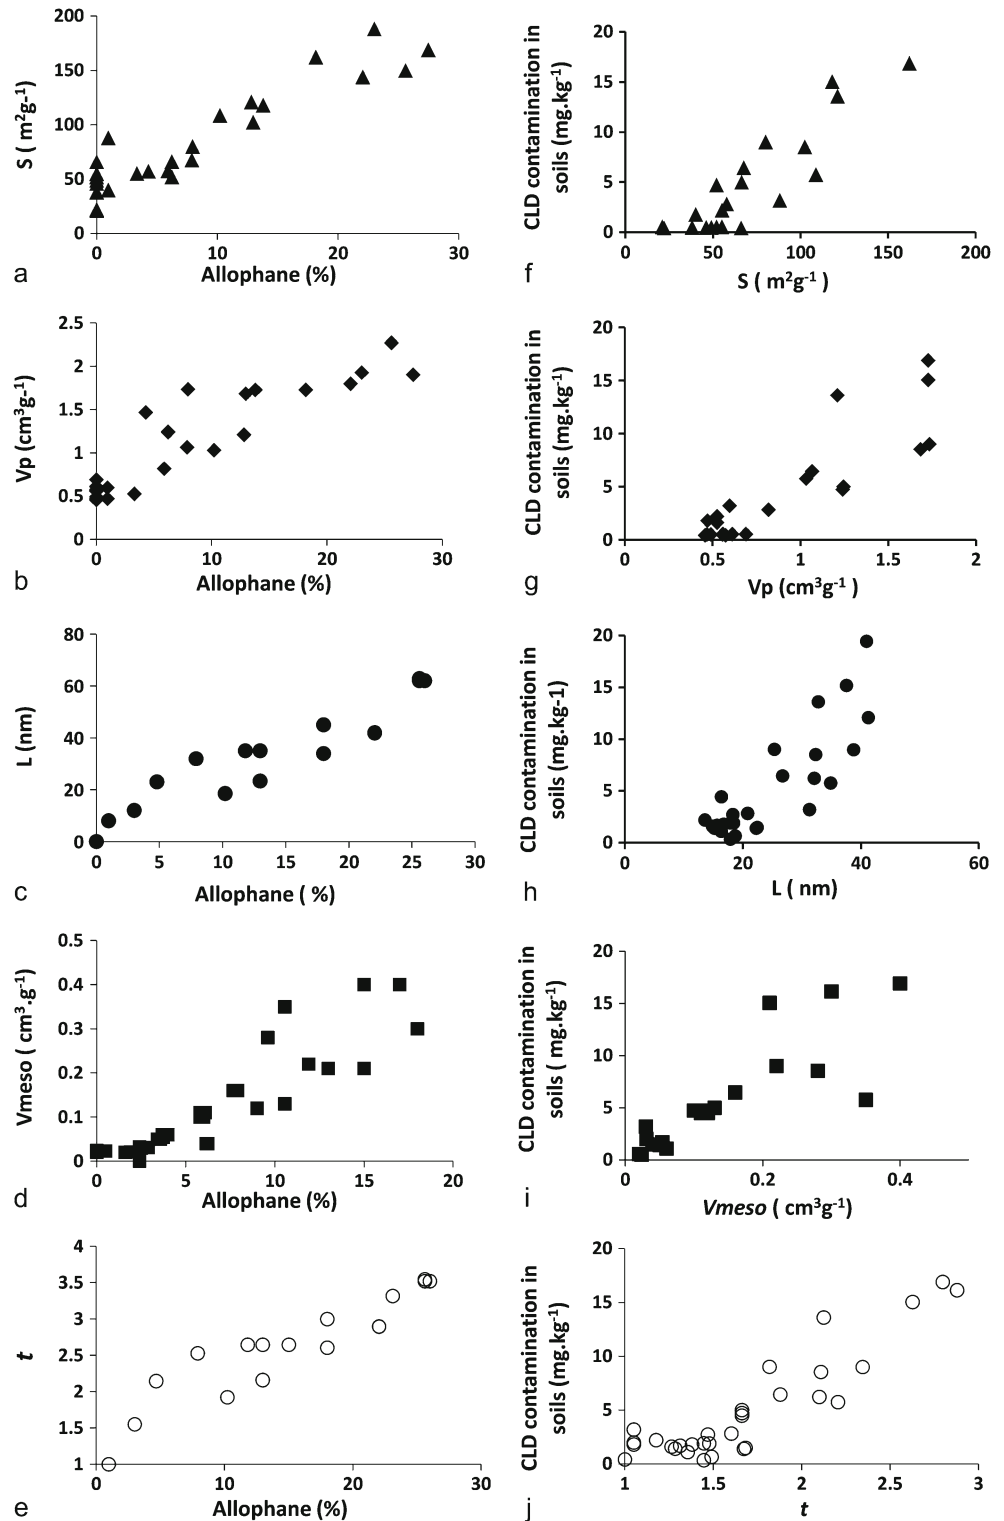 200
150
100
50
0
0
10
20
30
S ( m²g-¹)
Allophane (%)
a
20
15
10
5
0
0
50
100
150
200
CLD contamination in
soils (mg.kg⁻¹)
S ( m²g⁻¹ )
f
2.5
2
1.5
1
0.5
0
0
10
20
30
Vp (cm³g-¹)
Allophane (%)
b
20
15
10
5
0
0
0.5
1
1.5
2
CLD contamination in
soils (mg.kg⁻¹)
Vp (cm³g⁻¹ )
g
80
60
40
20
0
0
5
10
15
20
25
30
L (nm)
Allophane ( %)
c
20
15
10
5
0
0
20
40
60
CLD contamination in
soils (mg.kg-1)
L ( nm)
h
0.5
0.4
0.3
0.2
0.1
0
0
5
10
15
20
Vmeso ( cm³.g⁻¹)
Allophane (%)
d
20
15
10
5
0
0
0.2
0.4
CLD contamination in
soils ( mg.kg⁻¹)
Vmeso ( cm³g⁻¹)
i
4
3.5
3
2.5
2
1.5
1
0
10
20
30
t
Allophane (%)
e
20
15
10
5
0
1
1.5
2
2.5
3
CLD contamination in
soils (mg.kg⁻¹)
t
j